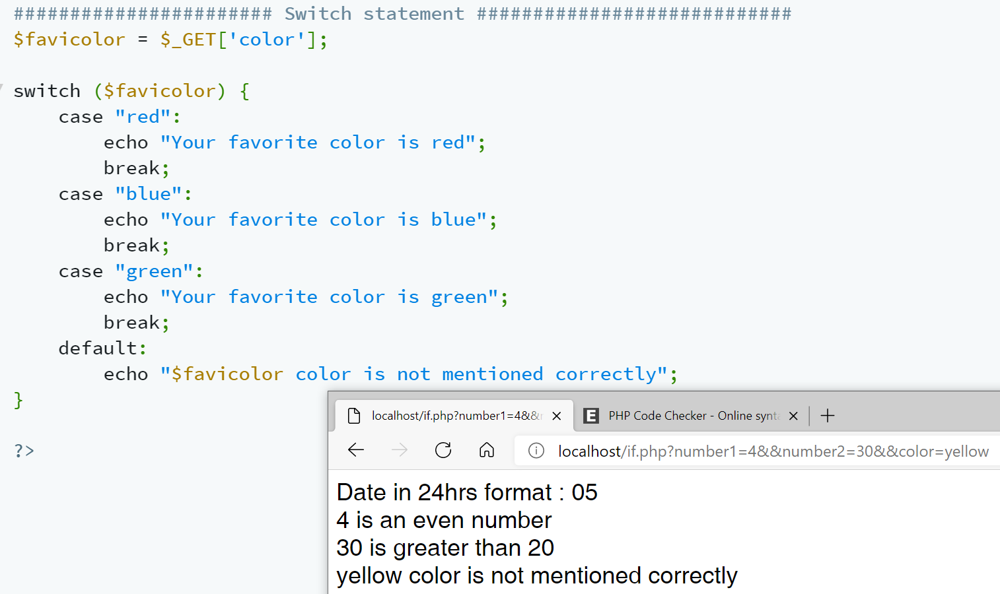 ####################### Switch statement ############################
$favicolor = $_GET['color'];
switch ($favicolor) {
    case "red":
        echo "Your favorite color is red";
        break;
    case "blue":
        echo "Your favorite color is blue";
        break;
    case "green":
        echo "Your favorite color is green";
        break;
    default:
        echo "$favicolor color is not mentioned correctly";
}
?>
localhost/if.php?number1=4&& PHP Code Checker - Online synt
localhost/if.php?number1=4&&number2=30&&color=yellow
Date in 24hrs format : 05
4 is an even number
30 is greater than 20
yellow color is not mentioned correctly